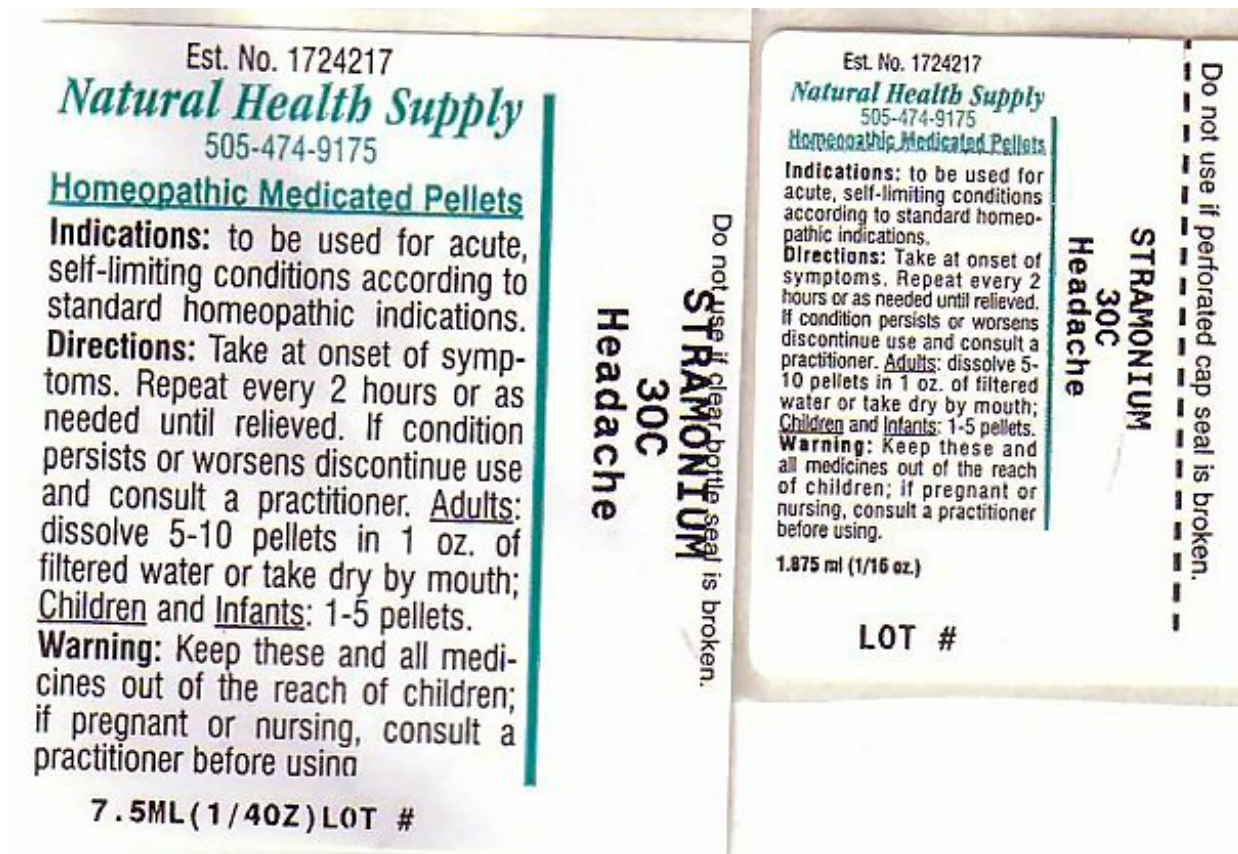 Est. No. 1724217
Natural Health Supply
505-474-9175
Homeopathic Medicated Pellets
Indications: to be used for acute,
self-limiting conditions according to
standard homeopathic indications.
Directions: Take at onset of symp-
toms. Repeat every 2 hours or as
needed until relieved. If condition
persists or worsens discontinue use
and consult a practitioner. Adults:
dissolve 5-10 pellets in 1 oz. of
filtered water or take dry by mouth;
Children and Infants: 1-5 pellets.
Warning: Keep these and all medi-
cines out of the reach of children;
if pregnant or nursing, consult a
practitioner before using
7.5ML(1/4OZ)LOT #
Do not use if clear bottle seal is broken.
STRAMONIUM
30C
Headache
Est. No. 1724217
Natural Health Supply
505-474-9175
Homeopathic Medicated Pellets
Indications: to be used for
acute, self-limiting conditions
according to standard homeo-
pathic indications.
Directions: Take at onset of
symptoms. Repeat every 2
hours or as needed until relieved.
If condition persists or worsens
discontinue use and consult a
practitioner. Adults: dissolve 5-
10 pellets in 1 oz. of filtered
water or take dry by mouth;
Children and Infants: 1-5 pellets.
Warning: Keep these and
all medicines out of the reach
of children; if pregnant or
nursing, consult a practitioner
before using.
1.875 ml (1/16 oz.)
LOT #
Do not use if perforated cap seal is broken.
STRAMONIUM
30C
Headache